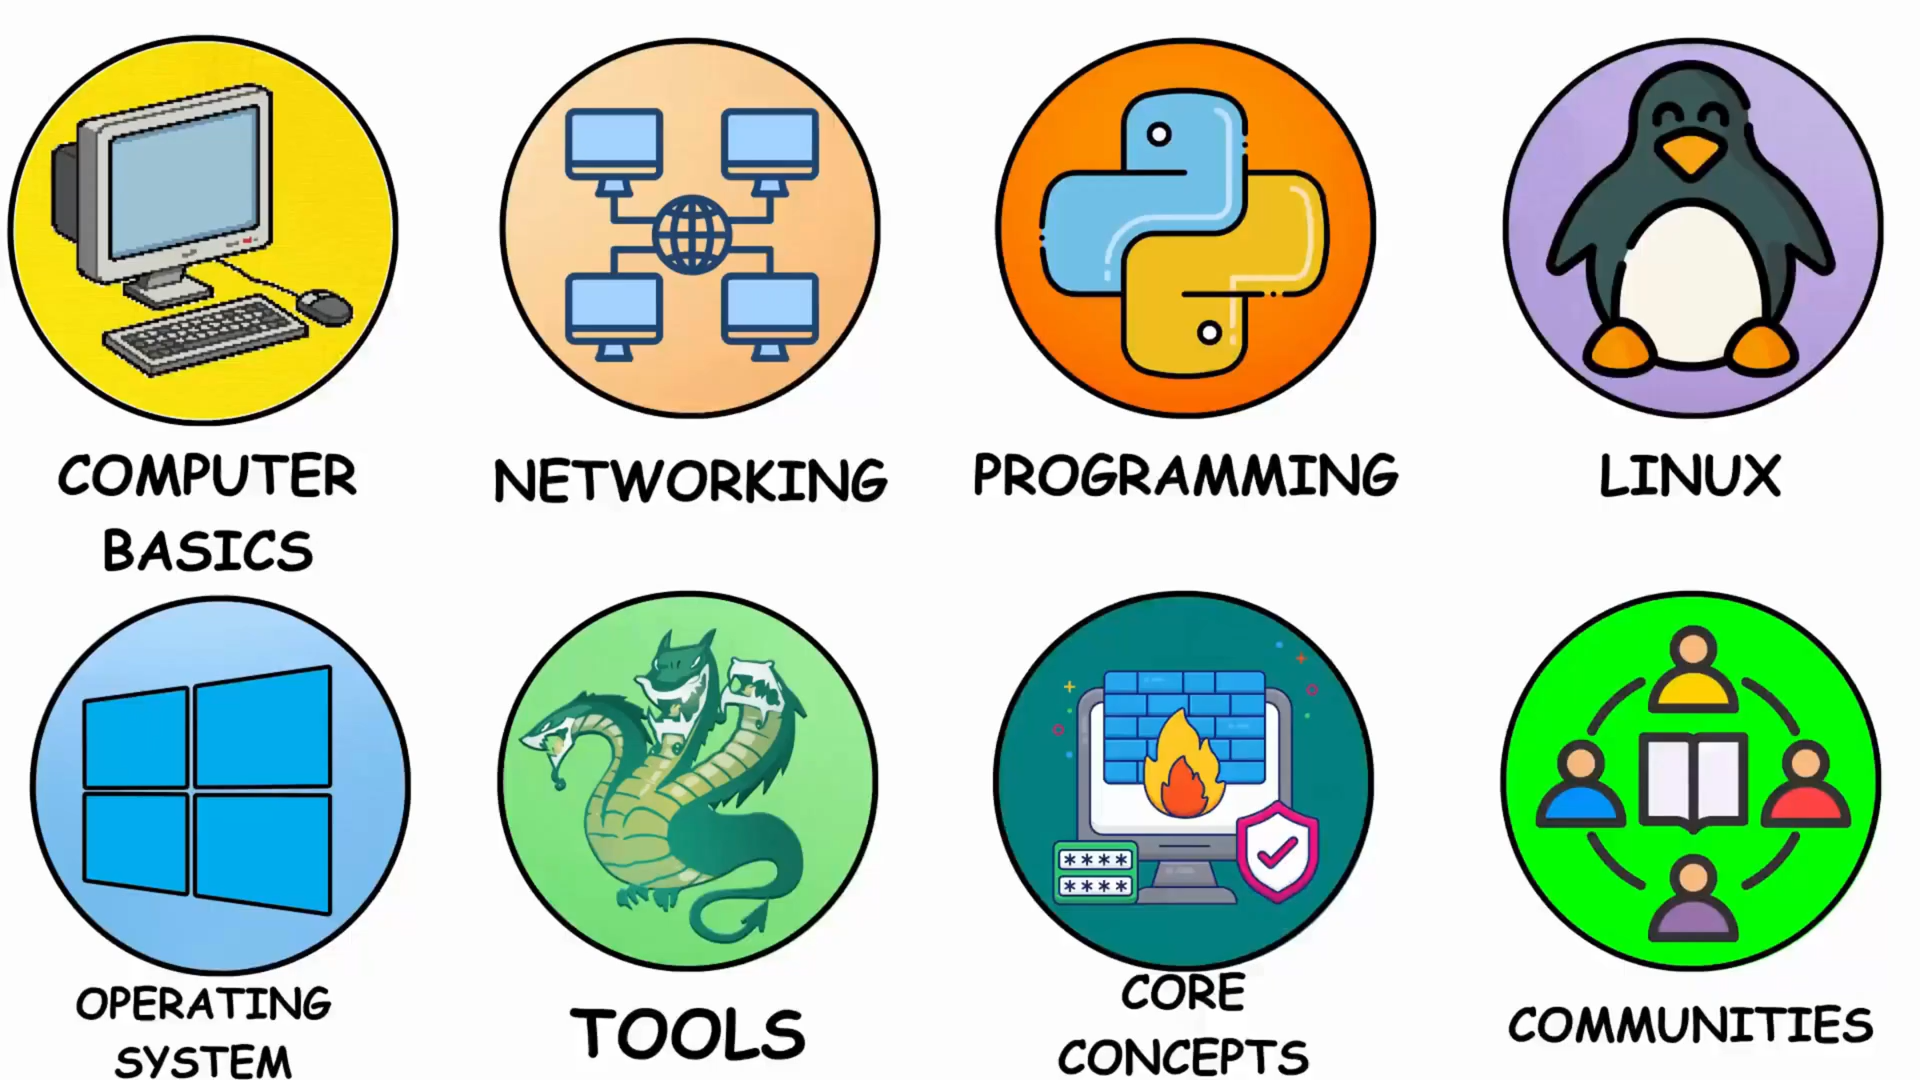 COMPUTER
BASICS
NETWORKING
PROGRAMMING
LINUX
OPERATING
SYSTEM
TOOLS
****
****
CORE
CONCEPTS
COMMUNITIES